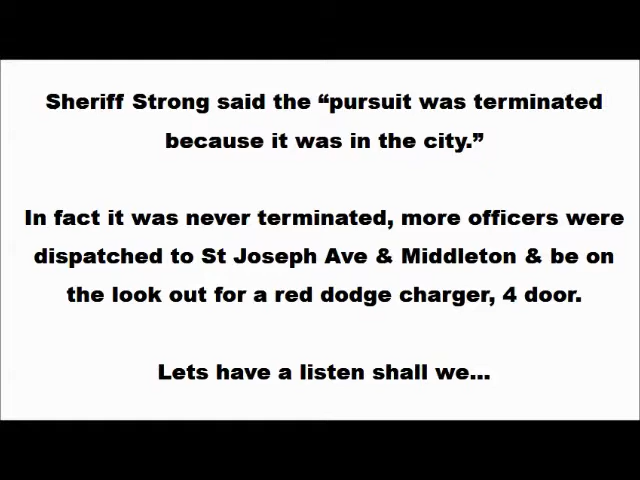 Sheriff Strong said the “pursuit was terminated
because it was in the city.”
In fact it was never terminated, more officers were
dispatched to St Joseph Ave & Middleton & be on
the look out for a red dodge charger, 4 door.
Lets have a listen shall we...